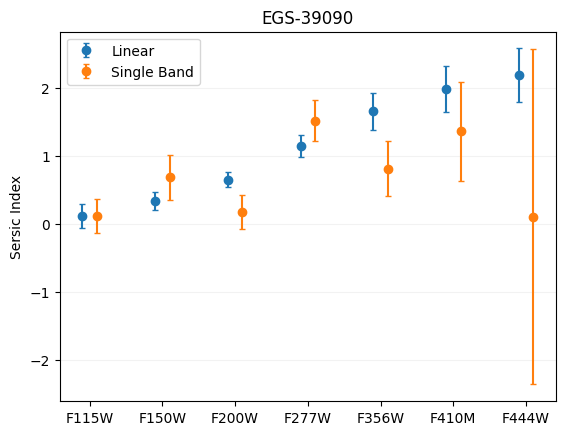 EGS-39090
Linear
Single Band
Sersic Index
2
1
0
−1
−2
F115W F150W F200W F277W F356W F410M F444W